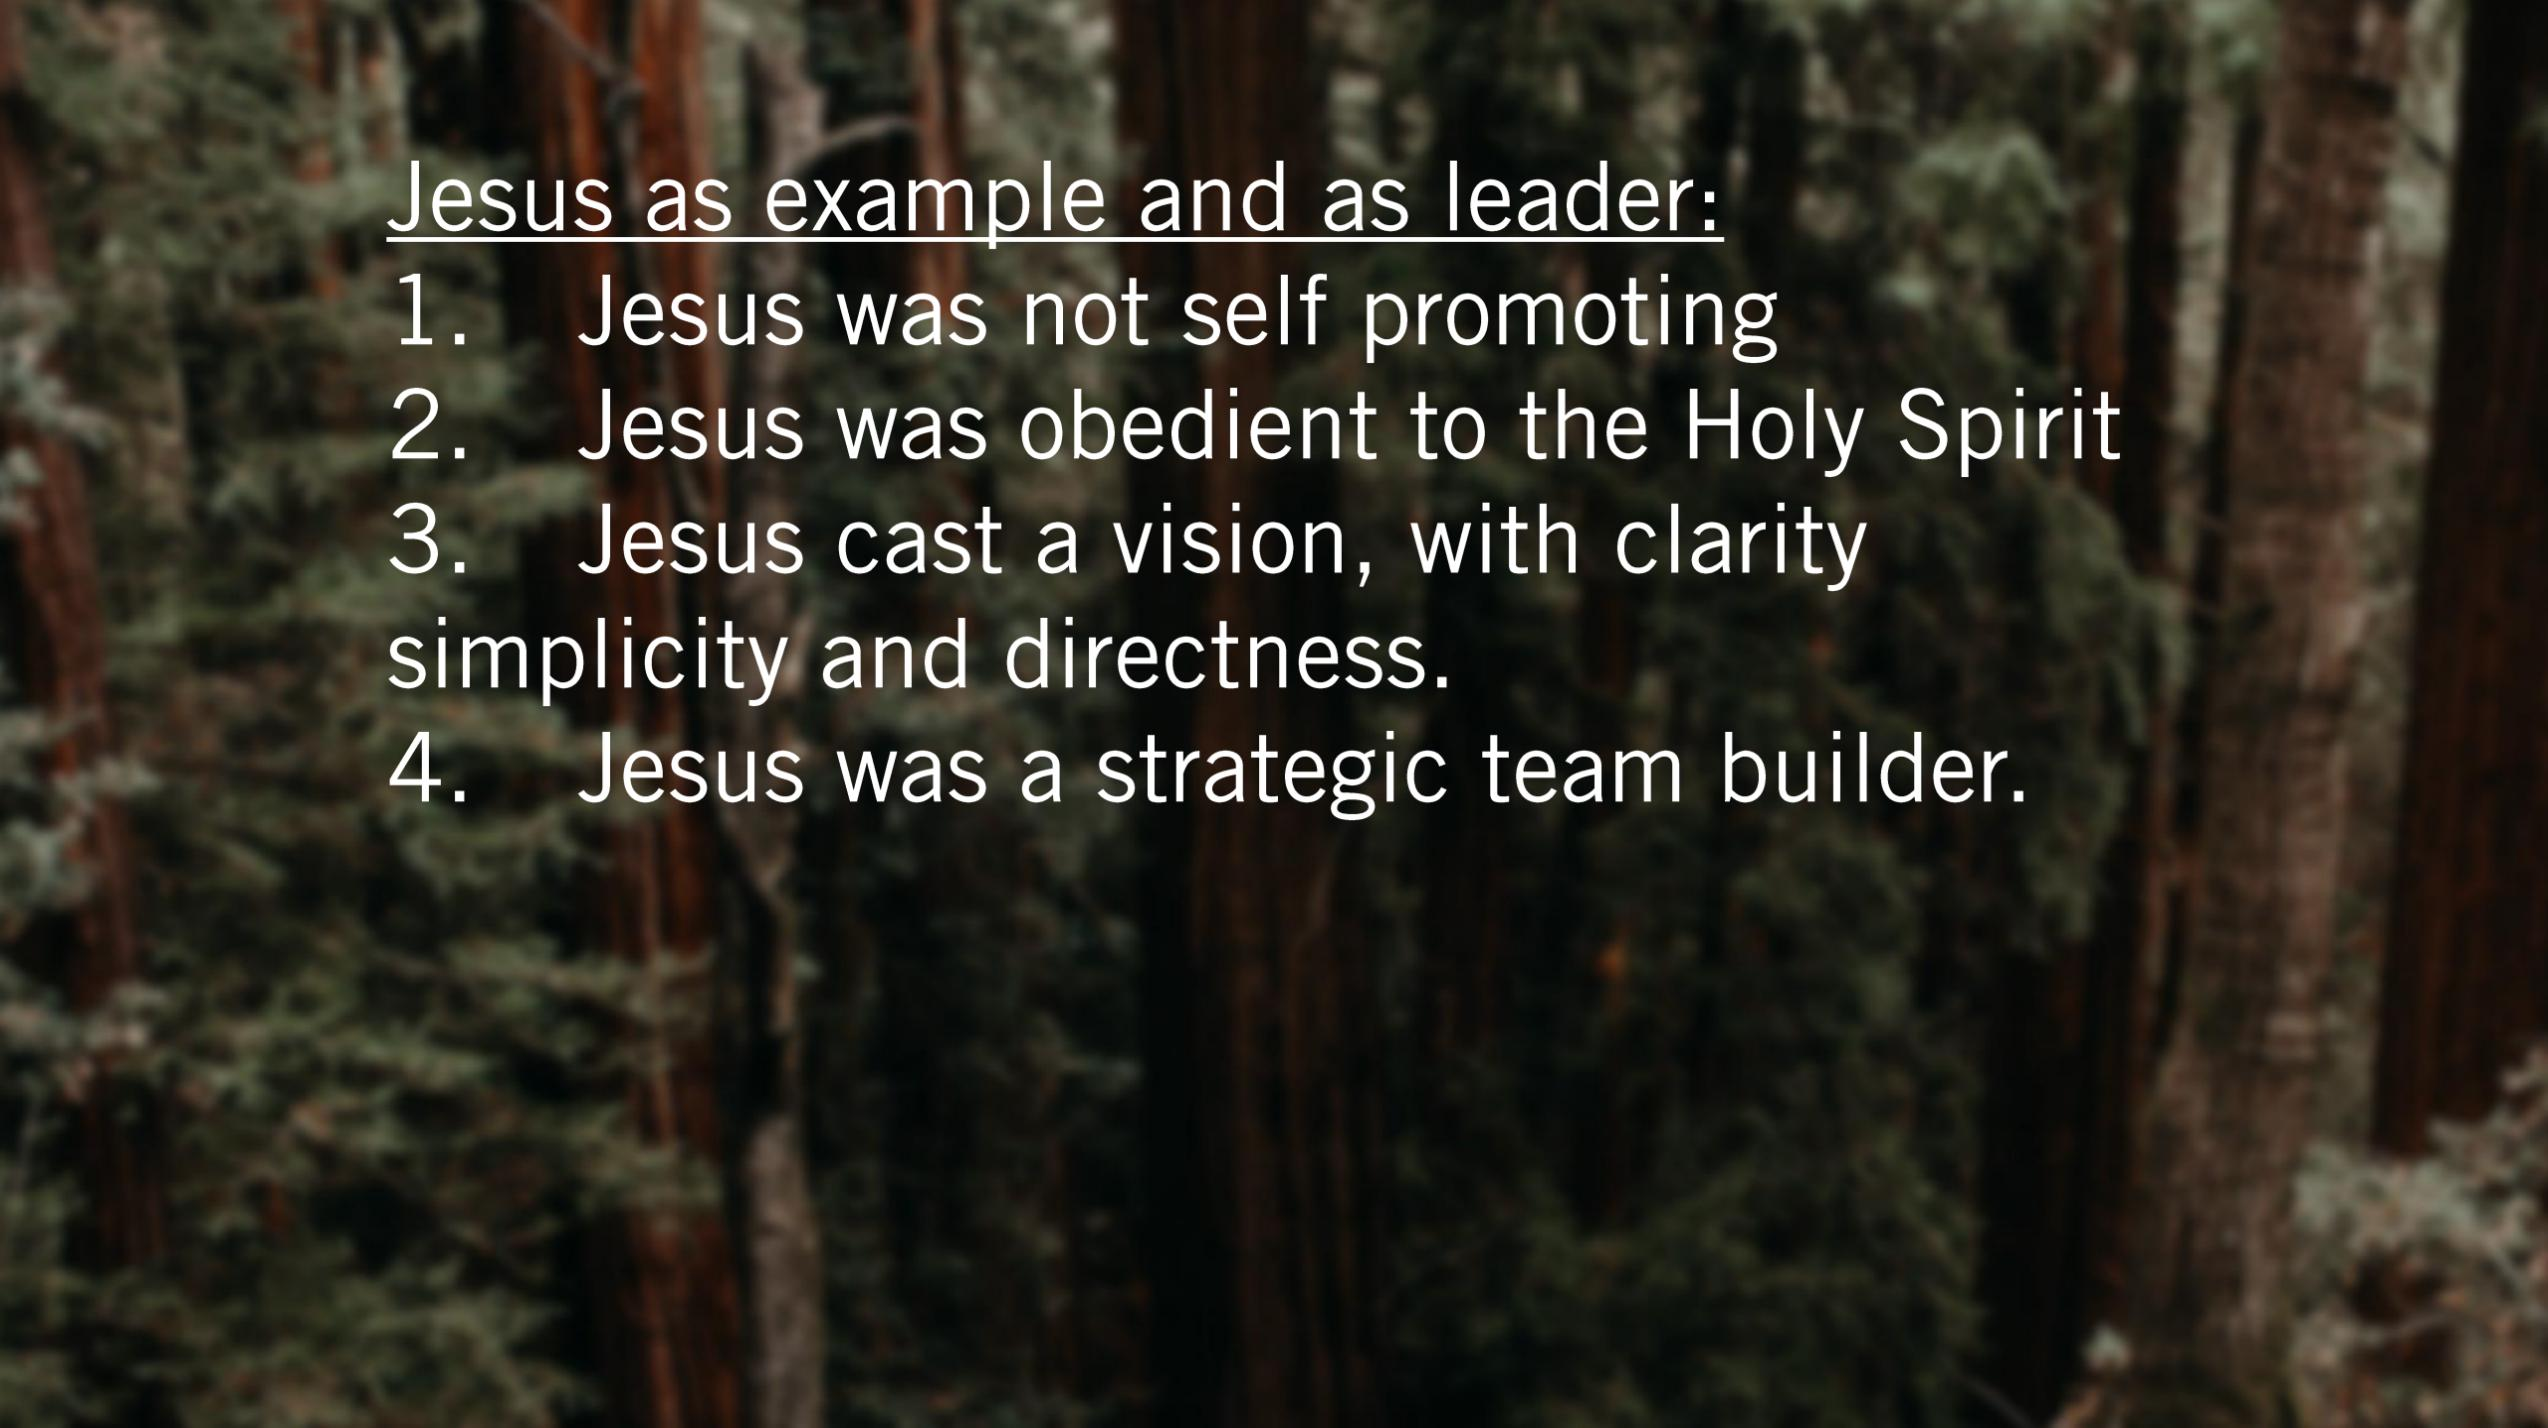 Jesus as example and as leader:
1. Jesus was not self promoting
2. Jesus was obedient to the Holy Spirit
3. Jesus cast a vision, with clarity
simplicity and directness.
4. Jesus was a strategic team builder.